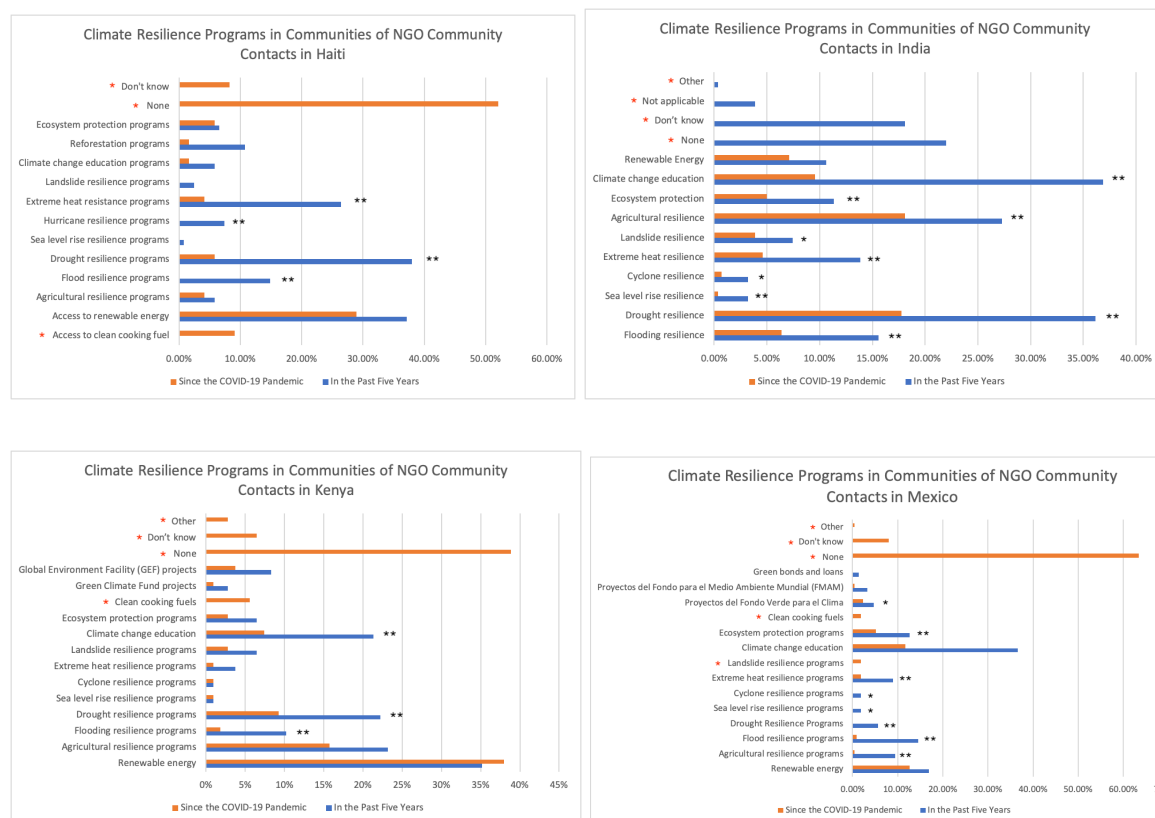 Climate Resilience Programs in Communities of NGO Community
Contacts in Haiti
* Don't know
* None
Ecosystem protection programs
Reforestation programs
Climate change education programs
Landslide resilience programs
Extreme heat resistance programs **
Hurricane resilience programs **
Sea level rise resilience programs
Drought resilience programs **
Flood resilience programs **
Agricultural resilience programs
Access to renewable energy
* Access to clean cooking fuel
0.00% 10.00% 20.00% 30.00% 40.00% 50.00% 60.00%
Since the COVID-19 Pandemic In the Past Five Years
Climate Resilience Programs in Communities of NGO Community
Contacts in India
* Other
* Not applicable
* Don't know
* None
Renewable Energy
Climate change education **
Ecosystem protection **
Agricultural resilience **
Landslide resilience *
Extreme heat resilience **
Cyclone resilience *
Sea level rise resilience **
Drought resilience **
Flooding resilience **
0.00% 5.00% 10.00% 15.00% 20.00% 25.00% 30.00% 35.00% 40.00%
Since the COVID-19 Pandemic In the Past Five Years
Climate Resilience Programs in Communities of NGO Community
Contacts in Kenya
* Other
* Don't know
* None
Global Environment Facility (GEF) projects
Green Climate Fund projects
* Clean cooking fuels
Ecosystem protection programs
Climate change education **
Landslide resilience programs
Extreme heat resilience programs
Cyclone resilience programs
Sea level rise resilience programs
Drought resilience programs **
Flooding resilience programs **
Agricultural resilience programs
Renewable energy
0% 5% 10% 15% 20% 25% 30% 35% 40% 45%
Since the COVID-19 Pandemic In the Past Five Years
Climate Resilience Programs in Communities of NGO Community
Contacts in Mexico
* Other
* Don't know
* None
Green bonds and loans
Proyectos del Fondo para el Medio Ambiente Mundial (FMAM)
Proyectos del Fondo Verde para el Clima *
* Clean cooking fuels
Ecosystem protection programs **
Climate change education
* Landslide resilience programs
Extreme heat resilience programs **
Cyclone resilience programs *
Sea level rise resilience programs *
Drought Resilience Programs **
Flood resilience programs **
Agricultural resilience programs **
Renewable energy
0.00% 10.00% 20.00% 30.00% 40.00% 50.00% 60.00%
Since the COVID-19 Pandemic In the Past Five Years